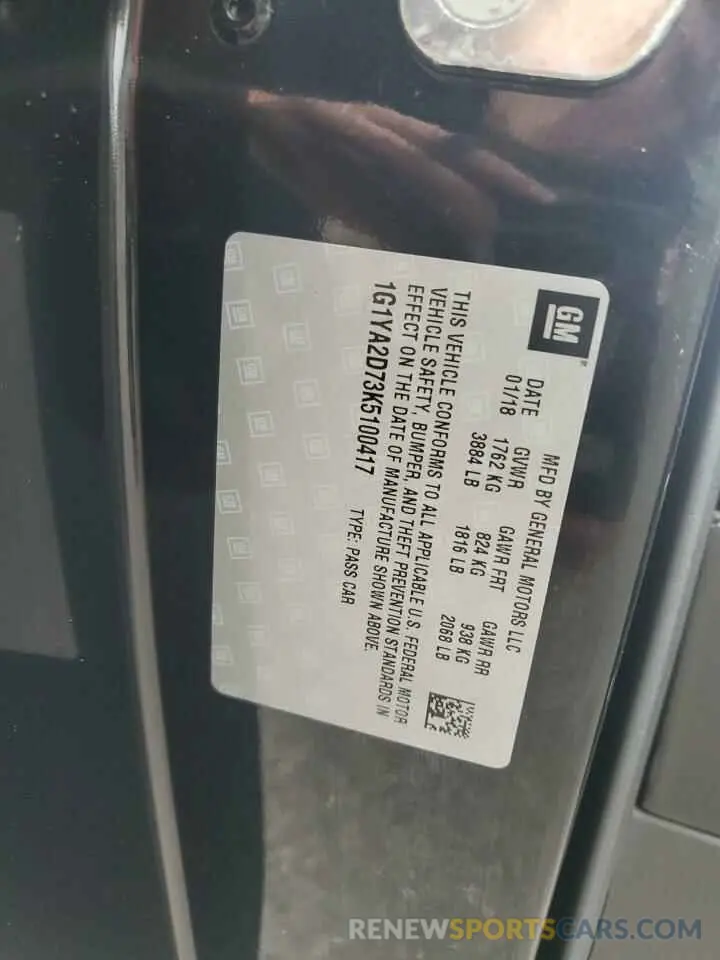 GM
MFD BY GENERAL MOTORS LLC
DATE GVWR GAWR FRT GAWR RR
01/18 1762 KG 824 KG 938 KG
3884 LB 1816 LB 2068 LB
THIS VEHICLE CONFORMS TO ALL APPLICABLE U.S. FEDERAL MOTOR
VEHICLE SAFETY, BUMPER, AND THEFT PREVENTION STANDARDS IN
EFFECT ON THE DATE OF MANUFACTURE SHOWN ABOVE.
1G1YA2D73K5100417 TYPE: PASS CAR
RENEWSPORTSCARS.COM